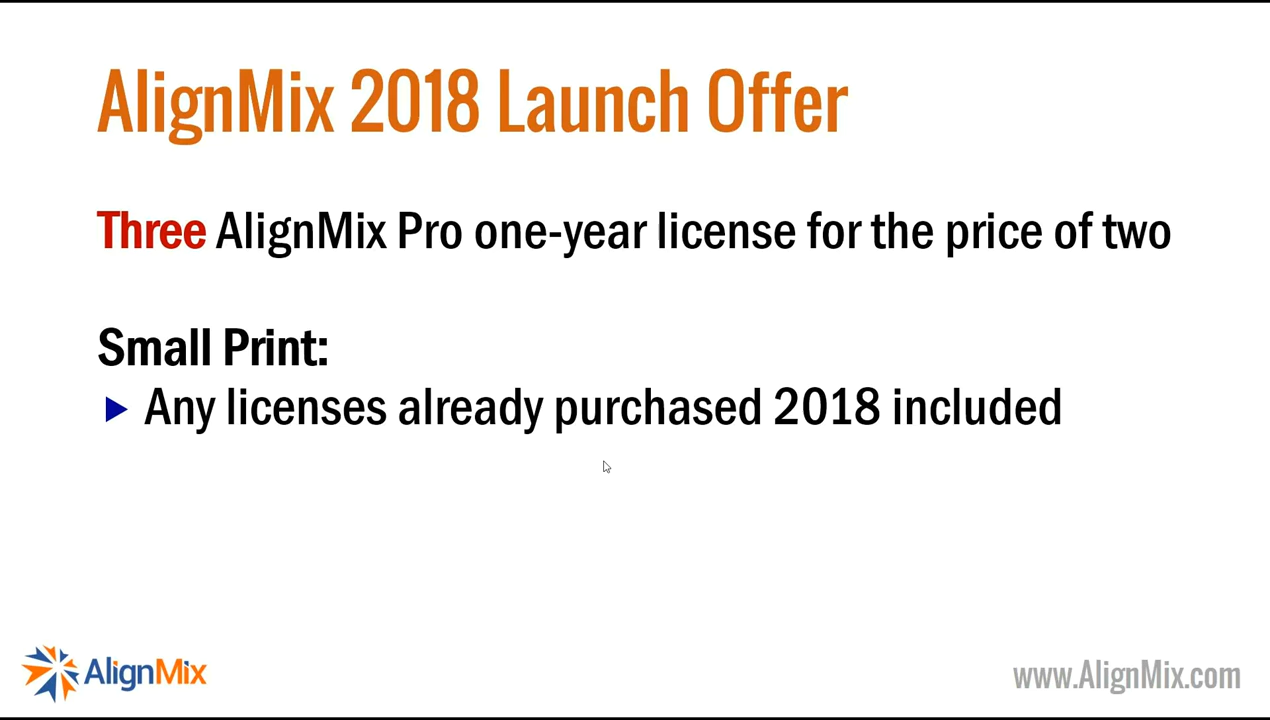 AlignMix 2018 Launch Offer
Three AlignMix Pro one-year license for the price of two
Small Print:
Any licenses already purchased 2018 included
AlignMix
www.AlignMix.com